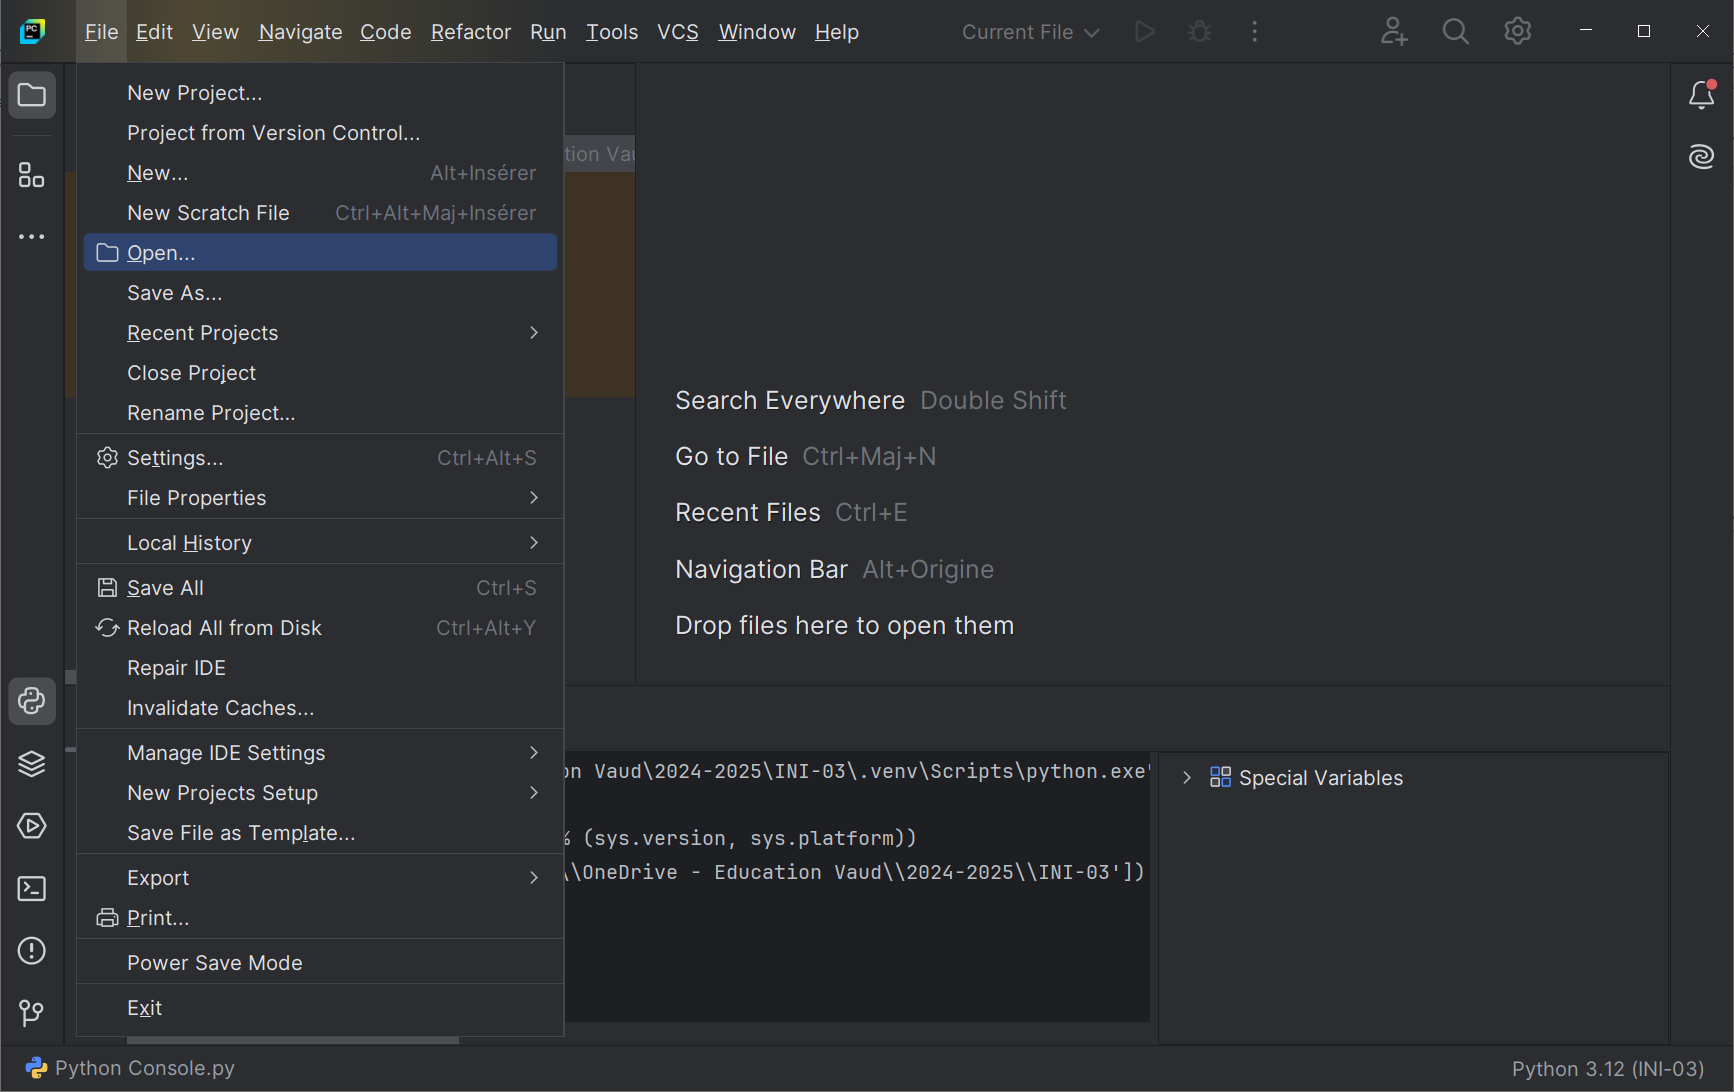 PC
File Edit View Navigate Code Refactor Run Tools VCS Window Help Current File
New Project...
Project from Version Control...
New... Alt+Insérer
New Scratch File Ctrl+Alt+Maj+Insérer
Open...
Save As...
Recent Projects
Close Project
Rename Project...
Settings... Ctrl+Alt+S
File Properties
Local History
Save All Ctrl+S
Reload All from Disk Ctrl+Alt+Y
Repair IDE
Invalidate Caches...
Manage IDE Settings
New Projects Setup
Save File as Template...
Export
Print...
Power Save Mode
Exit
tion Vau
Search Everywhere Double Shift
Go to File Ctrl+Maj+N
Recent Files Ctrl+E
Navigation Bar Alt+Origine
Drop files here to open them
on Vaud\2024-2025\INI-03\.venv\Scripts\python.exe"
% (sys.version, sys.platform))
\\OneDrive - Education Vaud\\2024-2025\\INI-03'])
Special Variables
Python Console.py
Python 3.12 (INI-03)